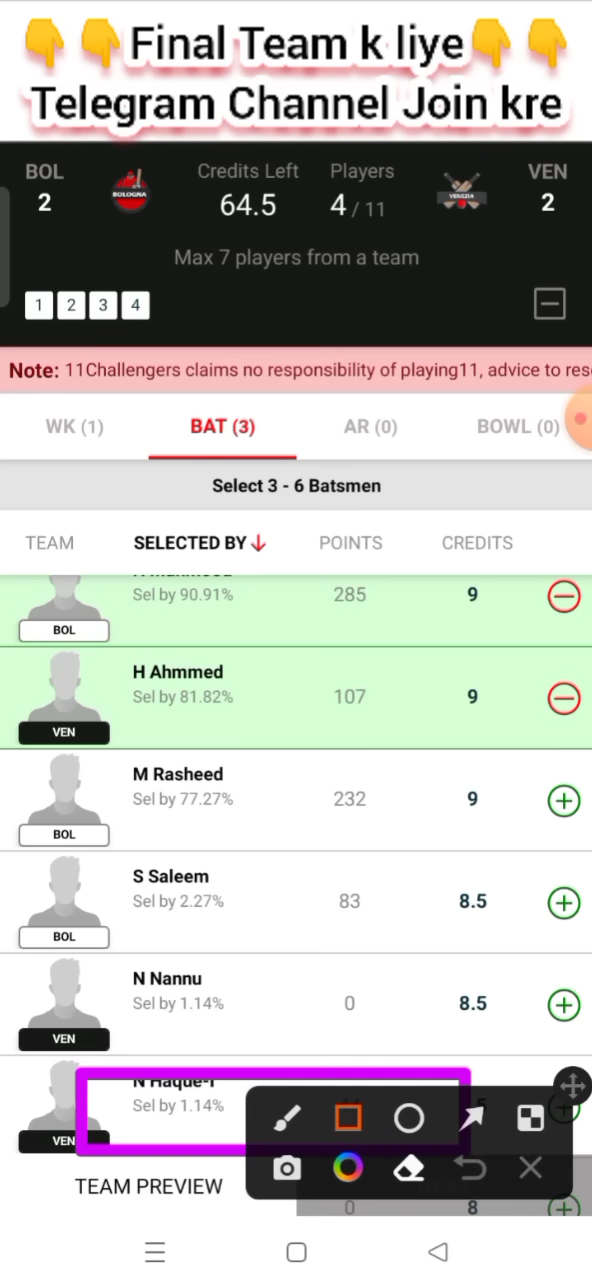 👇👇Final Team k liye👇👇
Telegram Channel Join kre
BOL Credits Left Players VEN
2 BOLOGNA 64.5 4 / 11 VENEZIA 2
Max 7 players from a team
1 2 3 4
Note: 11Challengers claims no responsibility of playing11, advice to res
WK (1) BAT (3) AR (0) BOWL (0)
Select 3 - 6 Batsmen
TEAM SELECTED BY POINTS CREDITS
Sel by 90.91% 285 9
BOL
H Ahmmed
Sel by 81.82% 107 9
VEN
M Rasheed
Sel by 77.27% 232 9
BOL
S Saleem
Sel by 2.27% 83 8.5
BOL
N Nannu
Sel by 1.14% 0 8.5
VEN
N Haque-I
Sel by 1.14%
VEN
TEAM PREVIEW
0 8